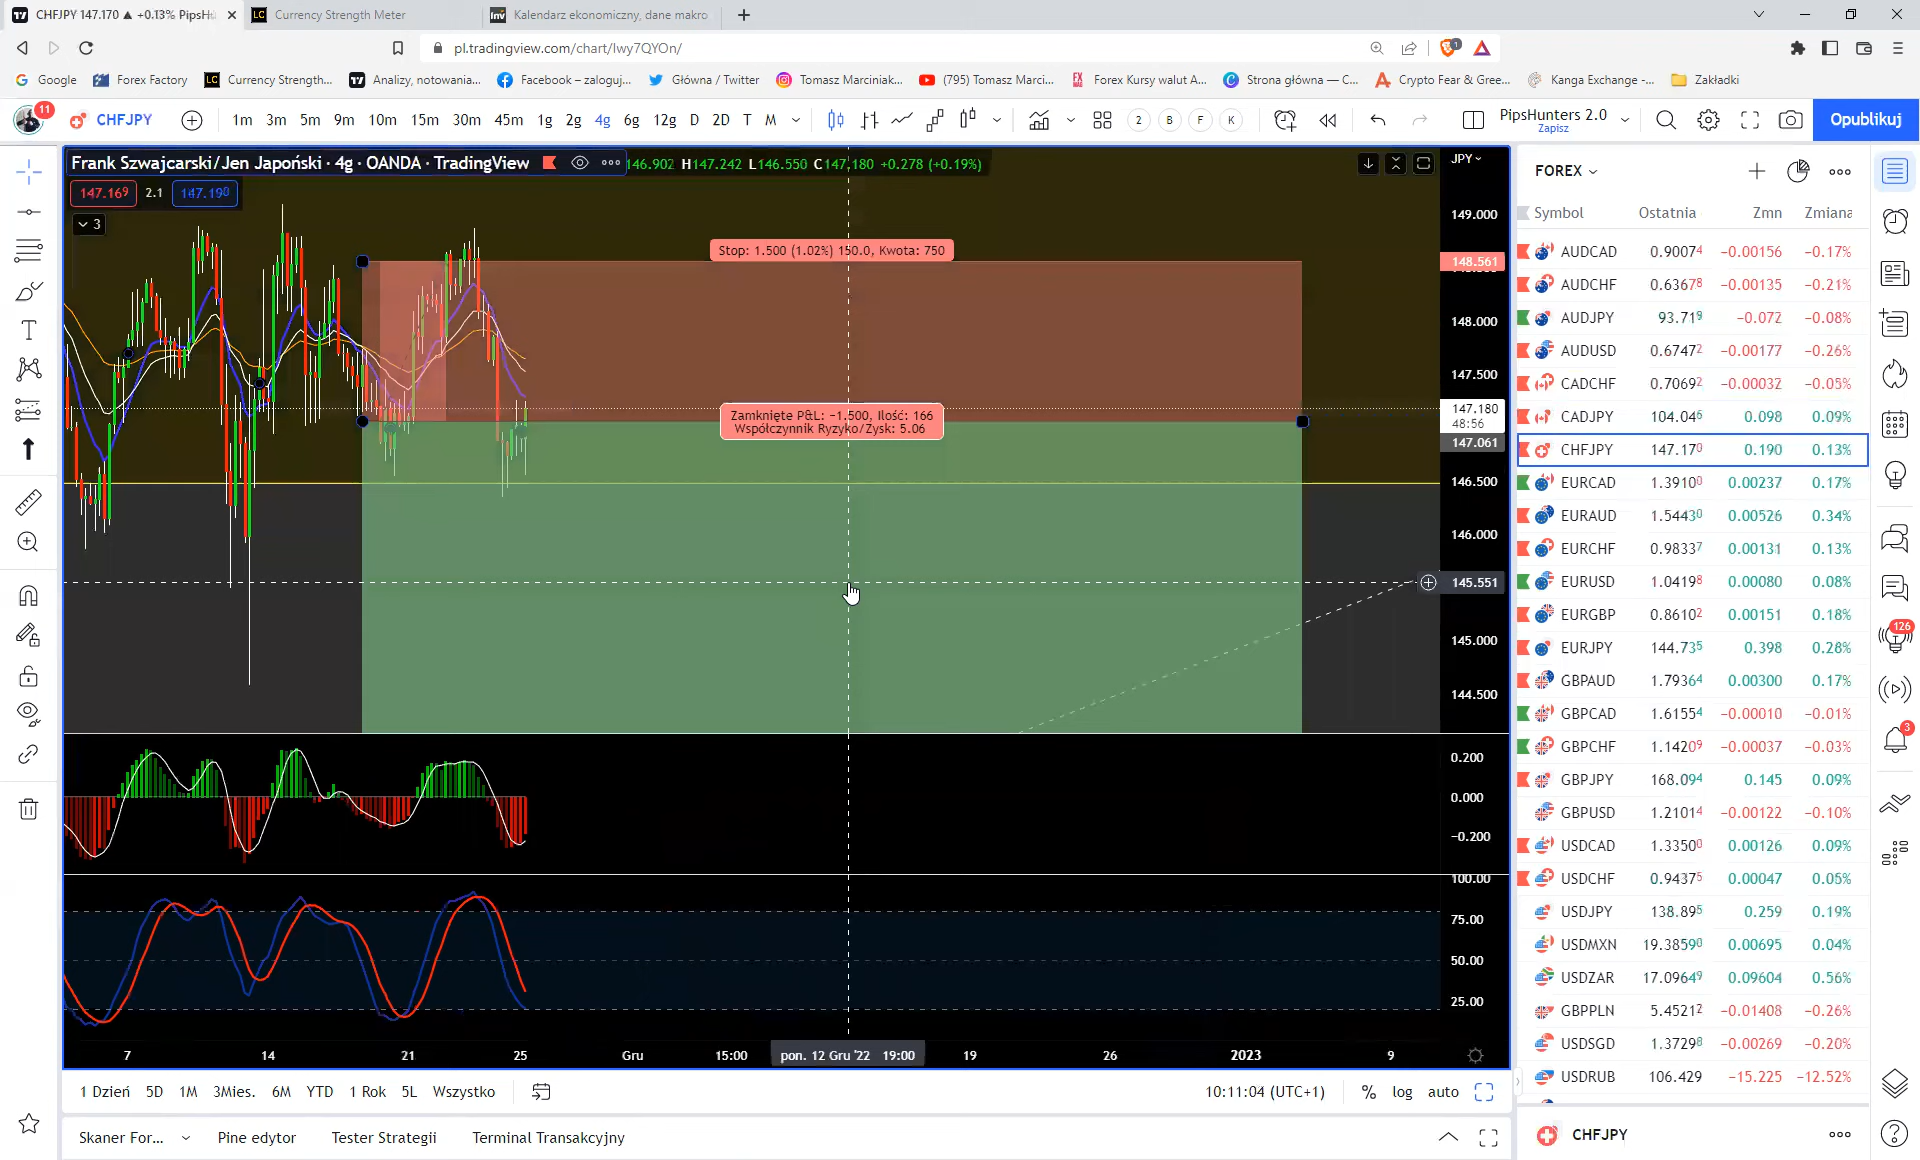 CHFJPY 147.170 ▲ +0.13% PipsHu
Currency Strength Meter
Kalendarz ekonomiczny, dane makro
pl.tradingview.com/chart/Iwy7QYOn/
Google
Forex Factory
Currency Strength...
Analizy, notowania...
Facebook – zaloguj...
Główna / Twitter
Tomasz Marciniak...
(795) Tomasz Marci...
Forex Kursy walut A...
Strona główna — C...
Crypto Fear & Gree...
Kanga Exchange -...
Zakładki
11
CHFJPY
1m 3m 5m 9m 10m 15m 30m 45m 1g 2g 4g 6g 12g D 2D T M
2 B F K
PipsHunters 2.0
Zapisz
Opublikuj
Frank Szwajcarski/Jen Japoński · 4g · OANDA · TradingView
146.902 H147.242 L146.550 C147.180 +0.278 (+0.19%)
147.169 2.1 147.190
3
JPY
Stop: 1.500 (1.02%) 150.0, Kwota: 750
Zamknięte P&L: −1.500, Ilość: 166
Współczynnik Ryzyko/Zysk: 5.06
149.000
148.561
148.000
147.500
147.180
48:56
147.061
146.500
146.000
145.551
145.000
144.500
0.200
0.000
−0.200
100.00
75.00
50.00
25.00
7 14 21 25 Gru 15:00 pon. 12 Gru '22 19:00 19 26 2023 9
1 Dzień 5D 1M 3Mies. 6M YTD 1 Rok 5L Wszystko
10:11:04 (UTC+1) % log auto
Skaner For... Pine edytor Tester Strategii Terminal Transakcyjny
FOREX
Symbol Ostatnia Zmn Zmiana
AUDCAD 0.90074 −0.00156 −0.17%
AUDCHF 0.63678 −0.00135 −0.21%
AUDJPY 93.719 −0.072 −0.08%
AUDUSD 0.67472 −0.00177 −0.26%
CADCHF 0.70692 −0.00032 −0.05%
CADJPY 104.046 0.098 0.09%
CHFJPY 147.170 0.190 0.13%
EURCAD 1.39100 0.00237 0.17%
EURAUD 1.54430 0.00526 0.34%
EURCHF 0.98337 0.00131 0.13%
EURUSD 1.04198 0.00080 0.08%
EURGBP 0.86102 0.00151 0.18%
EURJPY 144.735 0.398 0.28%
GBPAUD 1.79364 0.00300 0.17%
GBPCAD 1.61554 −0.00010 −0.01%
GBPCHF 1.14209 −0.00037 −0.03%
GBPJPY 168.094 0.145 0.09%
GBPUSD 1.21014 −0.00122 −0.10%
USDCAD 1.33500 0.00126 0.09%
USDCHF 0.94375 0.00047 0.05%
USDJPY 138.895 0.259 0.19%
USDMXN 19.38590 0.00695 0.04%
USDZAR 17.09649 0.09604 0.56%
GBPPLN 5.45212 −0.01408 −0.26%
USDSGD 1.37298 −0.00269 −0.20%
USDRUB 106.429 −15.225 −12.52%
CHFJPY
126
3